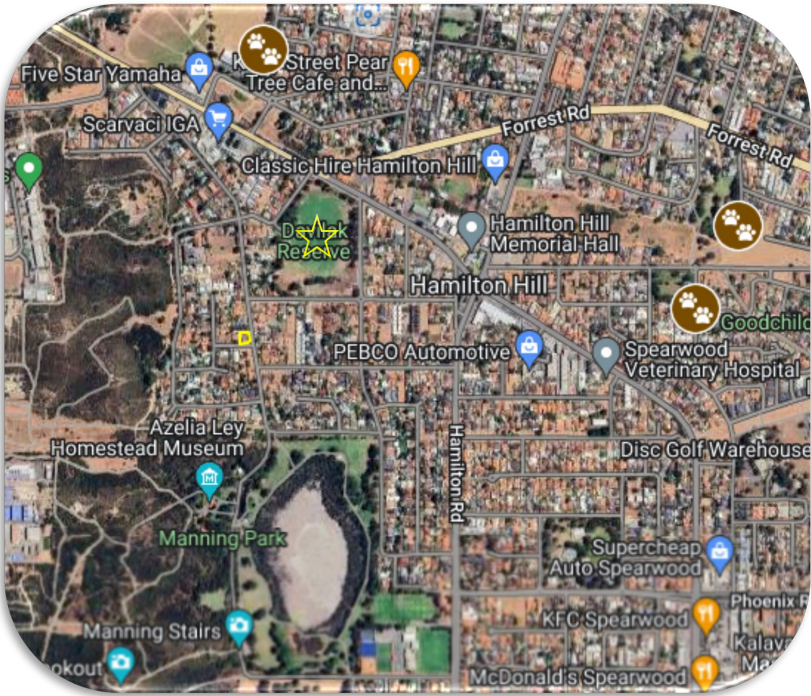 Five Star Yamaha
Street Pear
Tree Cafe and...
Scarvaci IGA
Forrest Rd
Forrest Rd
Classic Hire Hamilton Hill
s
Reserve
Hamilton Hill
Memorial Hall
Hamilton Hill
Goodchild
PEBCO Automotive
Spearwood
Veterinary Hospital
Azelia Ley
Homestead Museum
Hamilton Rd
Disc Golf Warehouse
Manning Park
Supercheap
Auto Spearwood
Phoenix R
Manning Stairs
KFC Spearwood
Kalava
Ma
ookout
McDonald's Spearwood